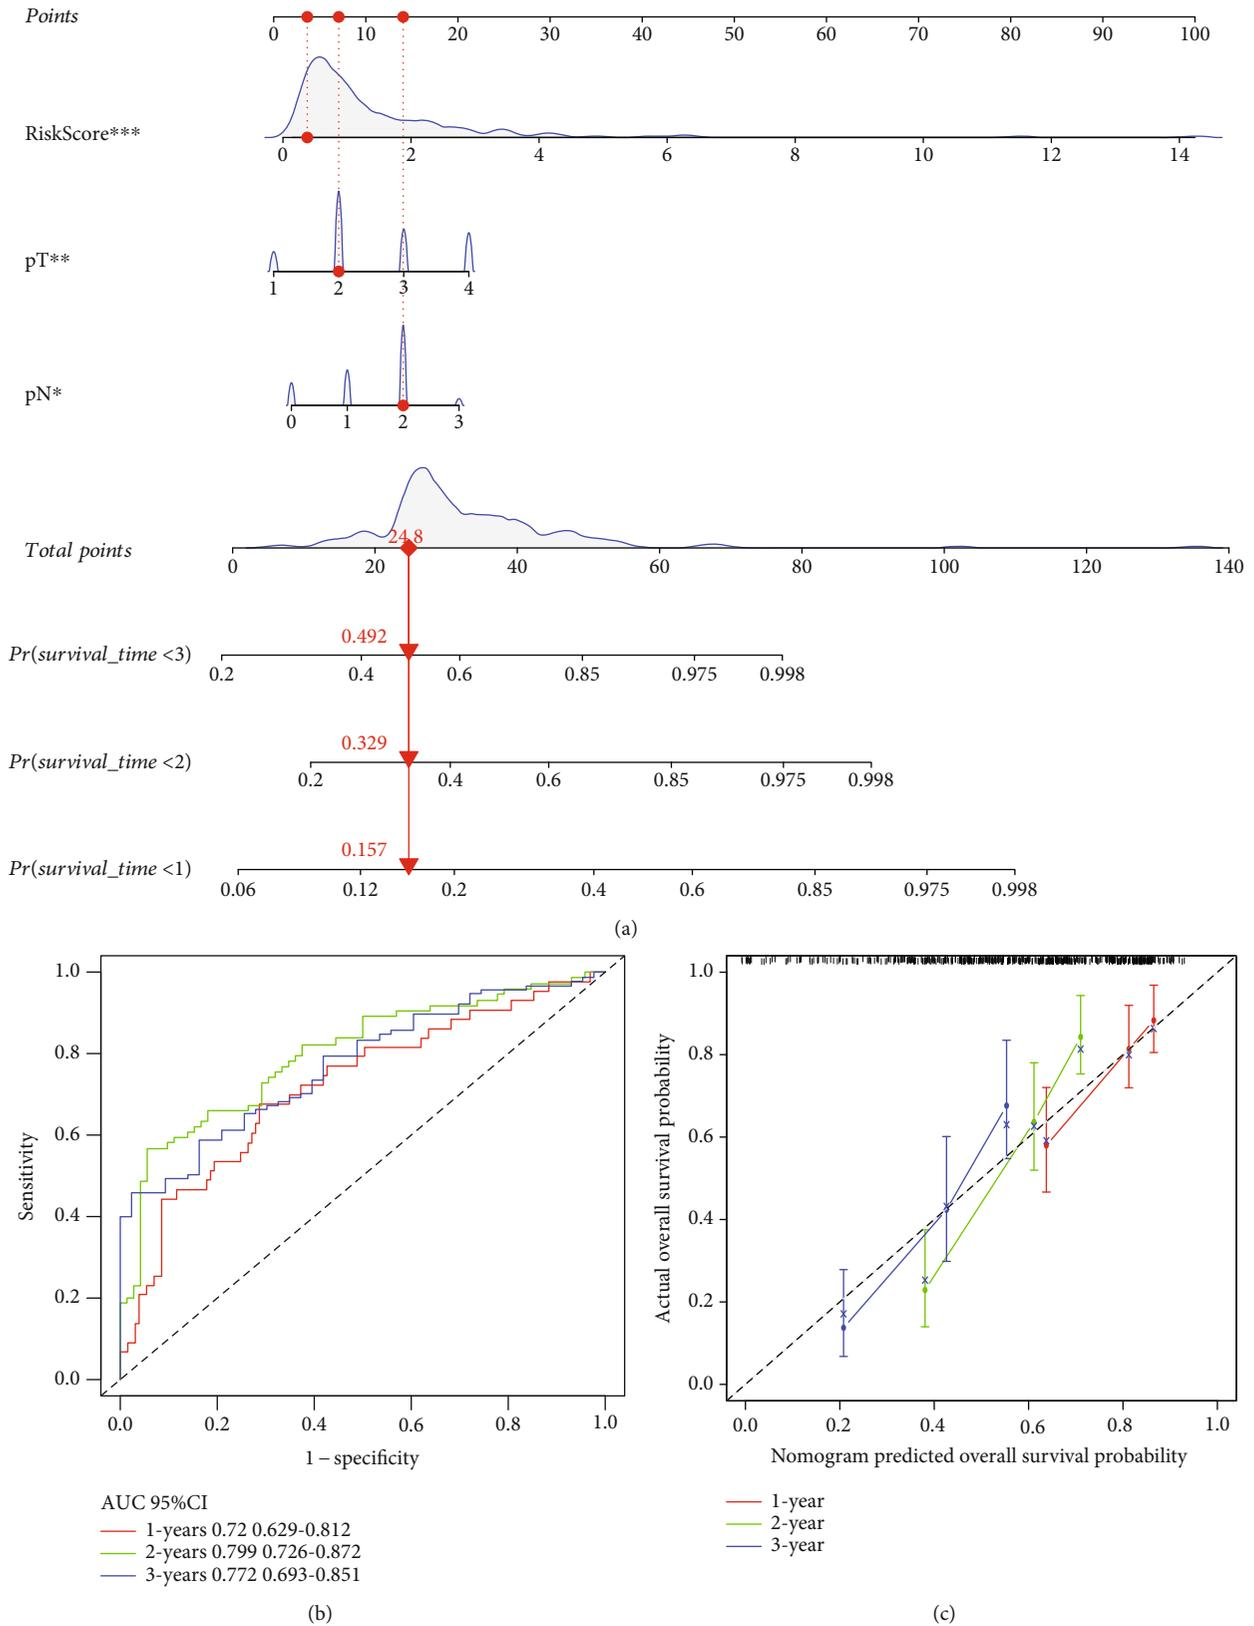 Points
0 10 20 30 40 50 60 70 80 90 100
RiskScore***
0 2 4 6 8 10 12 14
pT**
1 2 3 4
pN*
0 1 2 3
24.8
Total points
0 20 40 60 80 100 120 140
0.492
Pr(survival_time <3)
0.2 0.4 0.6 0.85 0.975 0.998
0.329
Pr(survival_time <2)
0.2 0.4 0.6 0.85 0.975 0.998
0.157
Pr(survival_time <1)
0.06 0.12 0.2 0.4 0.6 0.85 0.975 0.998
(a)
Sensitivity
1.0
0.8
0.6
0.4
0.2
0.0
0.0 0.2 0.4 0.6 0.8 1.0
1 – specificity
AUC 95%CI
1-years 0.72 0.629-0.812
2-years 0.799 0.726-0.872
3-years 0.772 0.693-0.851
(b)
Actual overall survival probability
1.0
0.8
0.6
0.4
0.2
0.0
0.0 0.2 0.4 0.6 0.8 1.0
Nomogram predicted overall survival probability
1-year
2-year
3-year
(c)